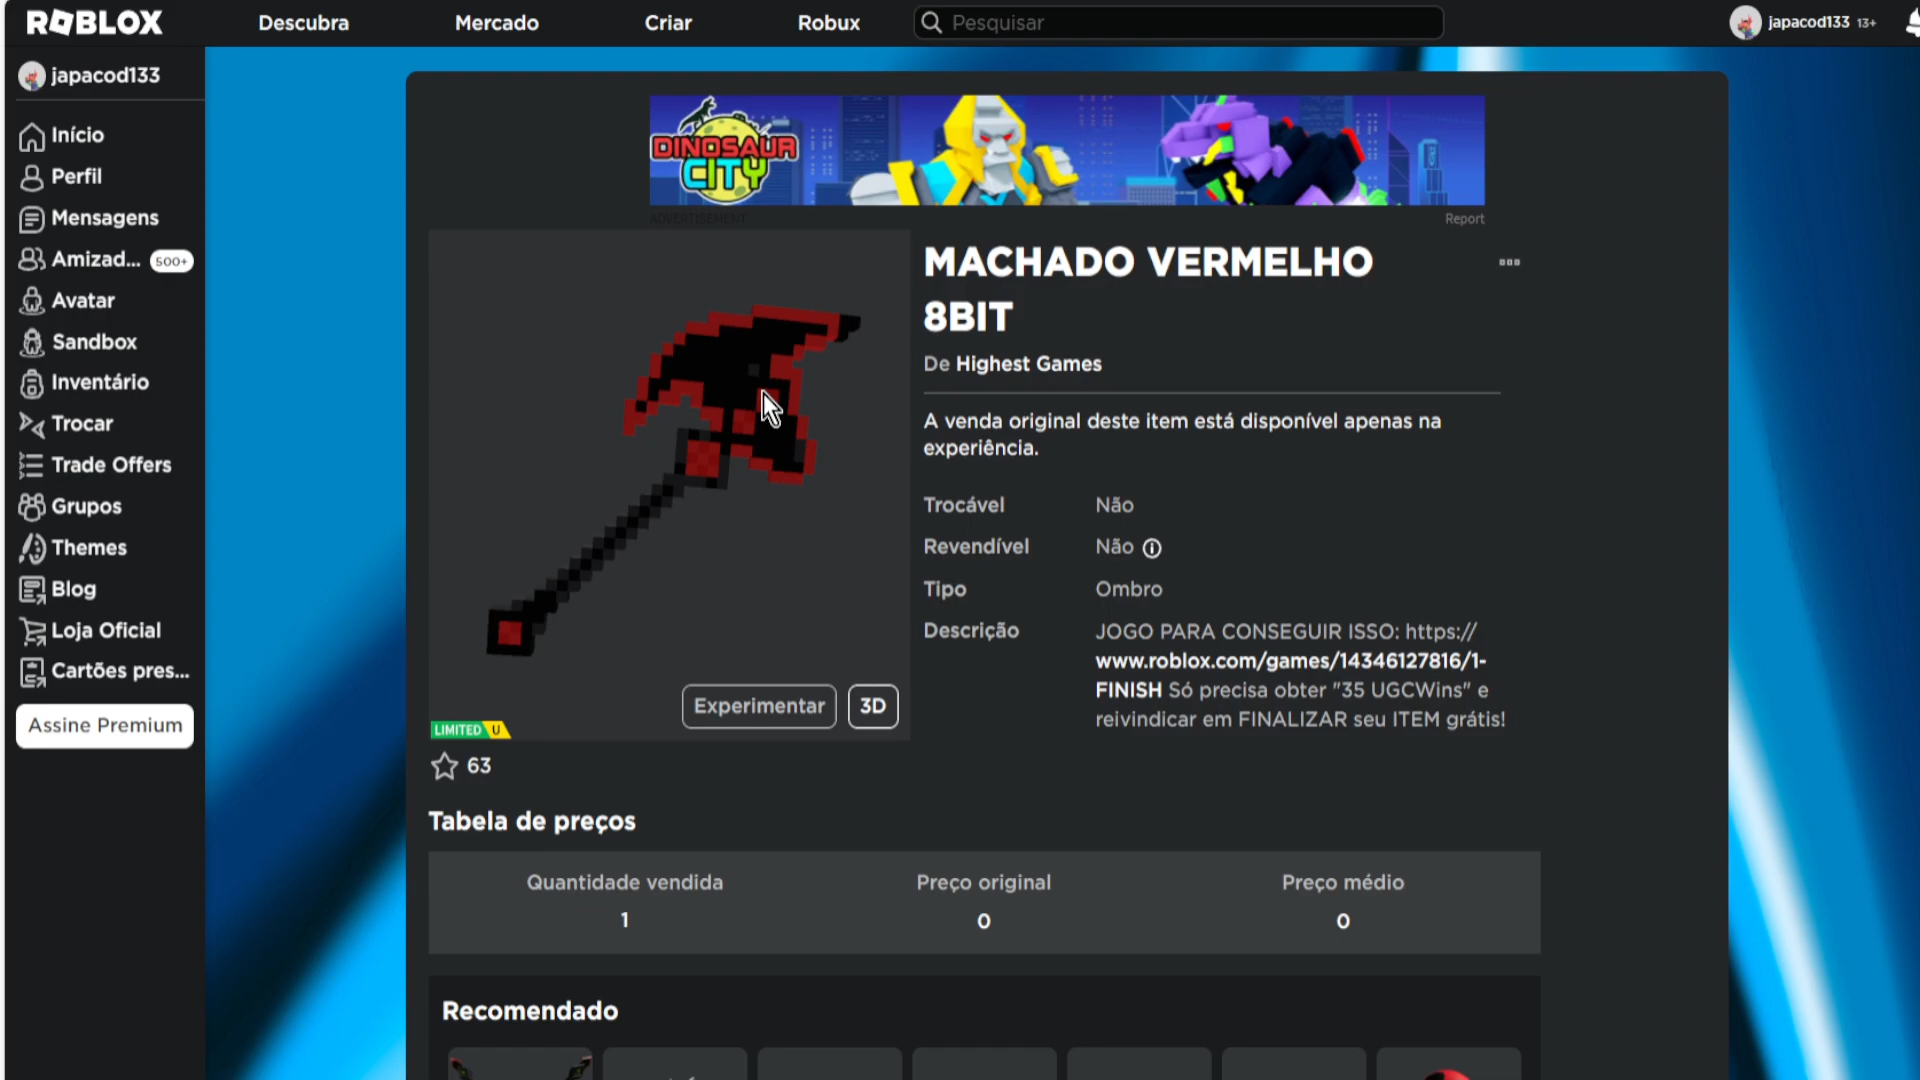 ROBLOX
Descubra
Mercado
Criar
Robux
Pesquisar
japacod133 13+
japacod133
Início
Perfil
Mensagens
Amizad... 500+
Avatar
Sandbox
Inventário
Trocar
Trade Offers
Grupos
Themes
Blog
Loja Oficial
Cartões pres...
Assine Premium
DINOSAUR
CITY
ADVERTISEMENT
Report
MACHADO VERMELHO
8BIT
De Highest Games
A venda original deste item está disponível apenas na
experiência.
Trocável Não
Revendível Não
Tipo Ombro
Descrição JOGO PARA CONSEGUIR ISSO: https://
www.roblox.com/games/14346127816/1-
FINISH Só precisa obter "35 UGCWins" e
reivindicar em FINALIZAR seu ITEM grátis!
Experimentar
3D
LIMITED U
63
Tabela de preços
Quantidade vendida
1
Preço original
0
Preço médio
0
Recomendado